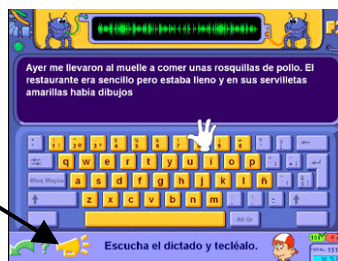 Ayer me llevaron al muelle a comer unas rosquillas de pollo. El
restaurante era sencillo pero estaba lleno y en sus servilletas
amarillas había dibujos
q w e r t y u i o p
Bloq Mayús a s d f g h j k l ñ
z x c v b n m
Alt Gr
Escucha el dictado y tecléalo.